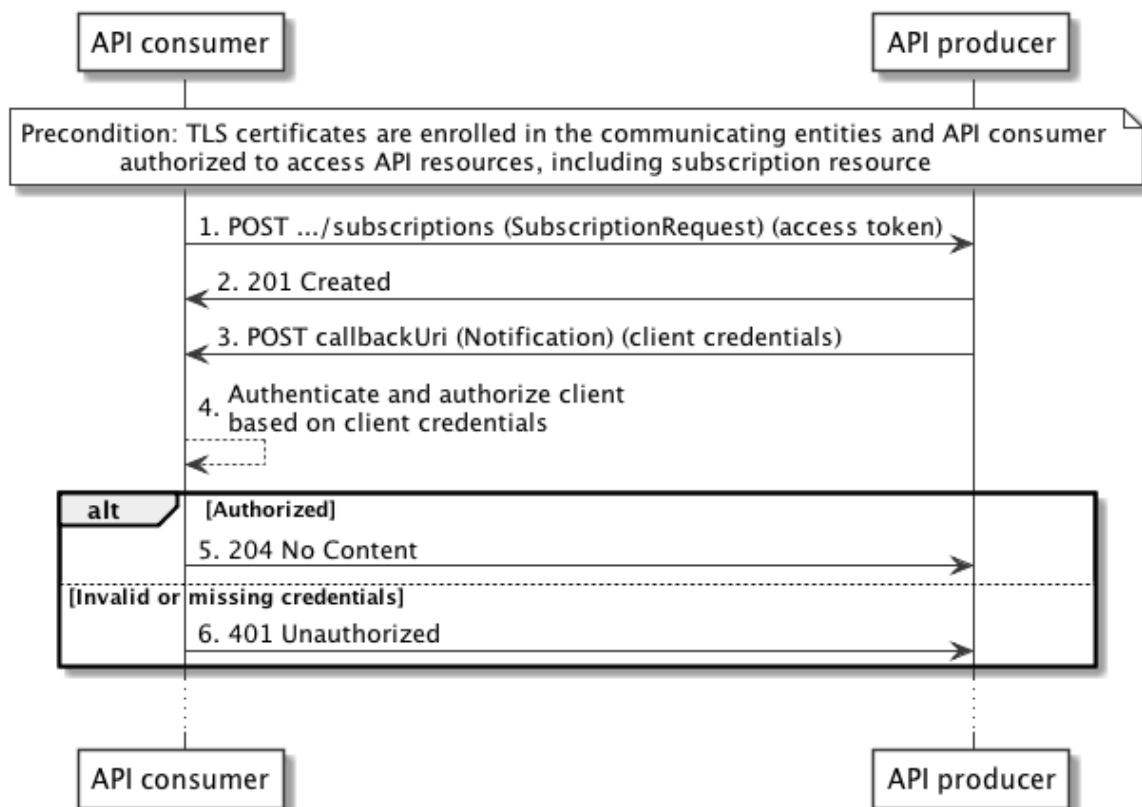 API consumer
API producer
Precondition: TLS certificates are enrolled in the communicating entities and API consumer
authorized to access API resources, including subscription resource
1. POST .../subscriptions (SubscriptionRequest) (access token)
2. 201 Created
3. POST callbackUri (Notification) (client credentials)
4. Authenticate and authorize client
based on client credentials
alt [Authorized]
5. 204 No Content
[Invalid or missing credentials]
6. 401 Unauthorized
API consumer
API producer